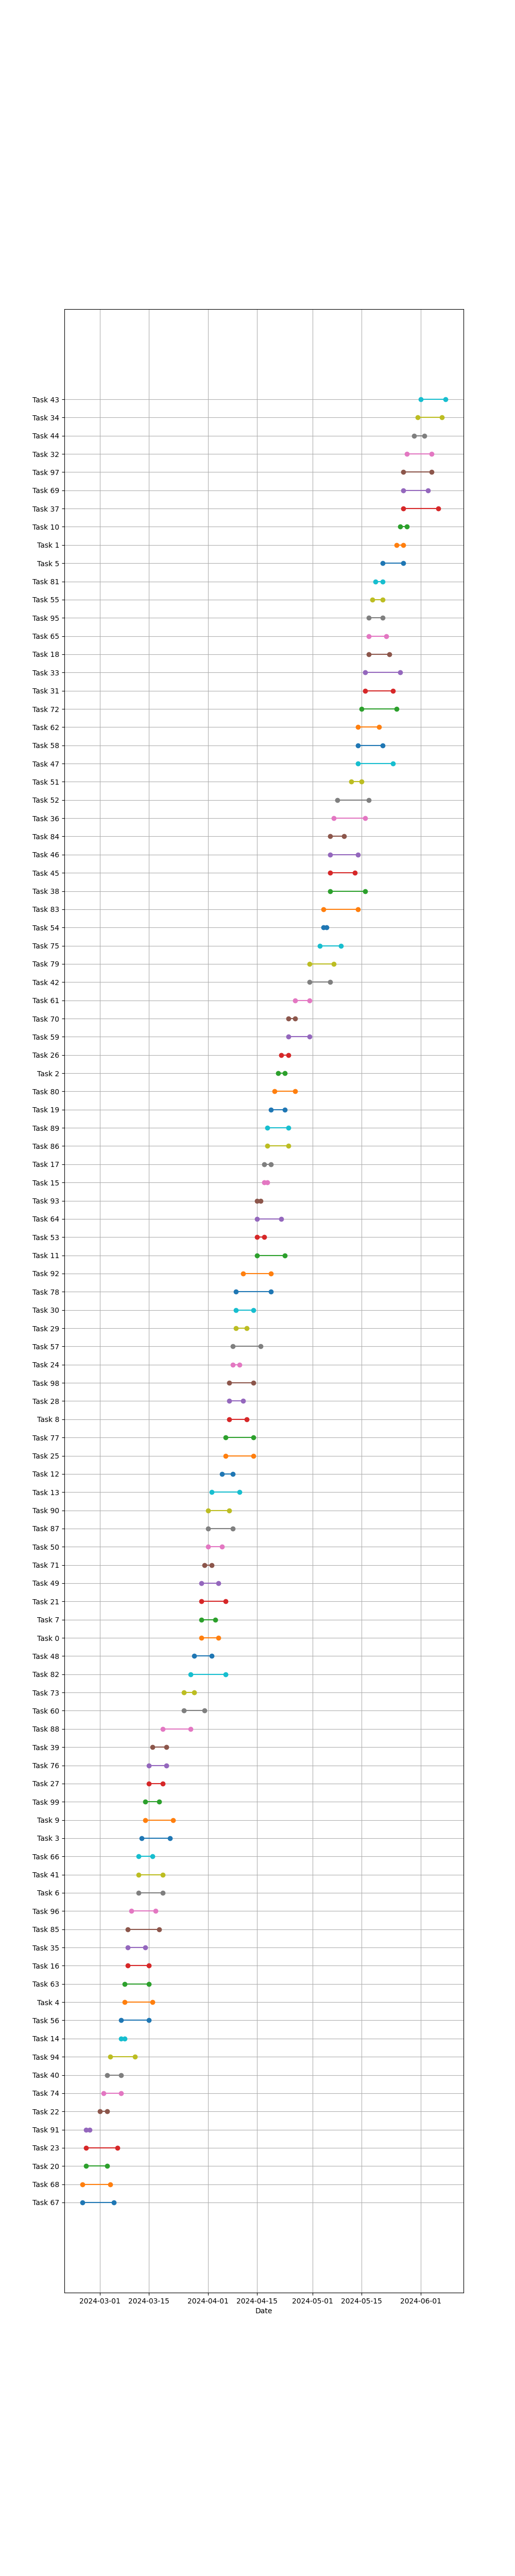 Task 43
Task 34
Task 44
Task 32
Task 97
Task 69
Task 37
Task 10
Task 1
Task 5
Task 81
Task 55
Task 95
Task 65
Task 18
Task 33
Task 31
Task 72
Task 62
Task 58
Task 47
Task 51
Task 52
Task 36
Task 84
Task 46
Task 45
Task 38
Task 83
Task 54
Task 75
Task 79
Task 42
Task 61
Task 70
Task 59
Task 26
Task 2
Task 80
Task 19
Task 89
Task 86
Task 17
Task 15
Task 93
Task 64
Task 53
Task 11
Task 92
Task 78
Task 30
Task 29
Task 57
Task 24
Task 98
Task 28
Task 8
Task 77
Task 25
Task 12
Task 13
Task 90
Task 87
Task 50
Task 71
Task 49
Task 21
Task 7
Task 0
Task 48
Task 82
Task 73
Task 60
Task 88
Task 39
Task 76
Task 27
Task 99
Task 9
Task 3
Task 66
Task 41
Task 6
Task 96
Task 85
Task 35
Task 16
Task 63
Task 4
Task 56
Task 14
Task 94
Task 40
Task 74
Task 22
Task 91
Task 23
Task 20
Task 68
Task 67
2024-03-01 2024-03-15 2024-04-01 2024-04-15 2024-05-01 2024-05-15 2024-06-01
Date